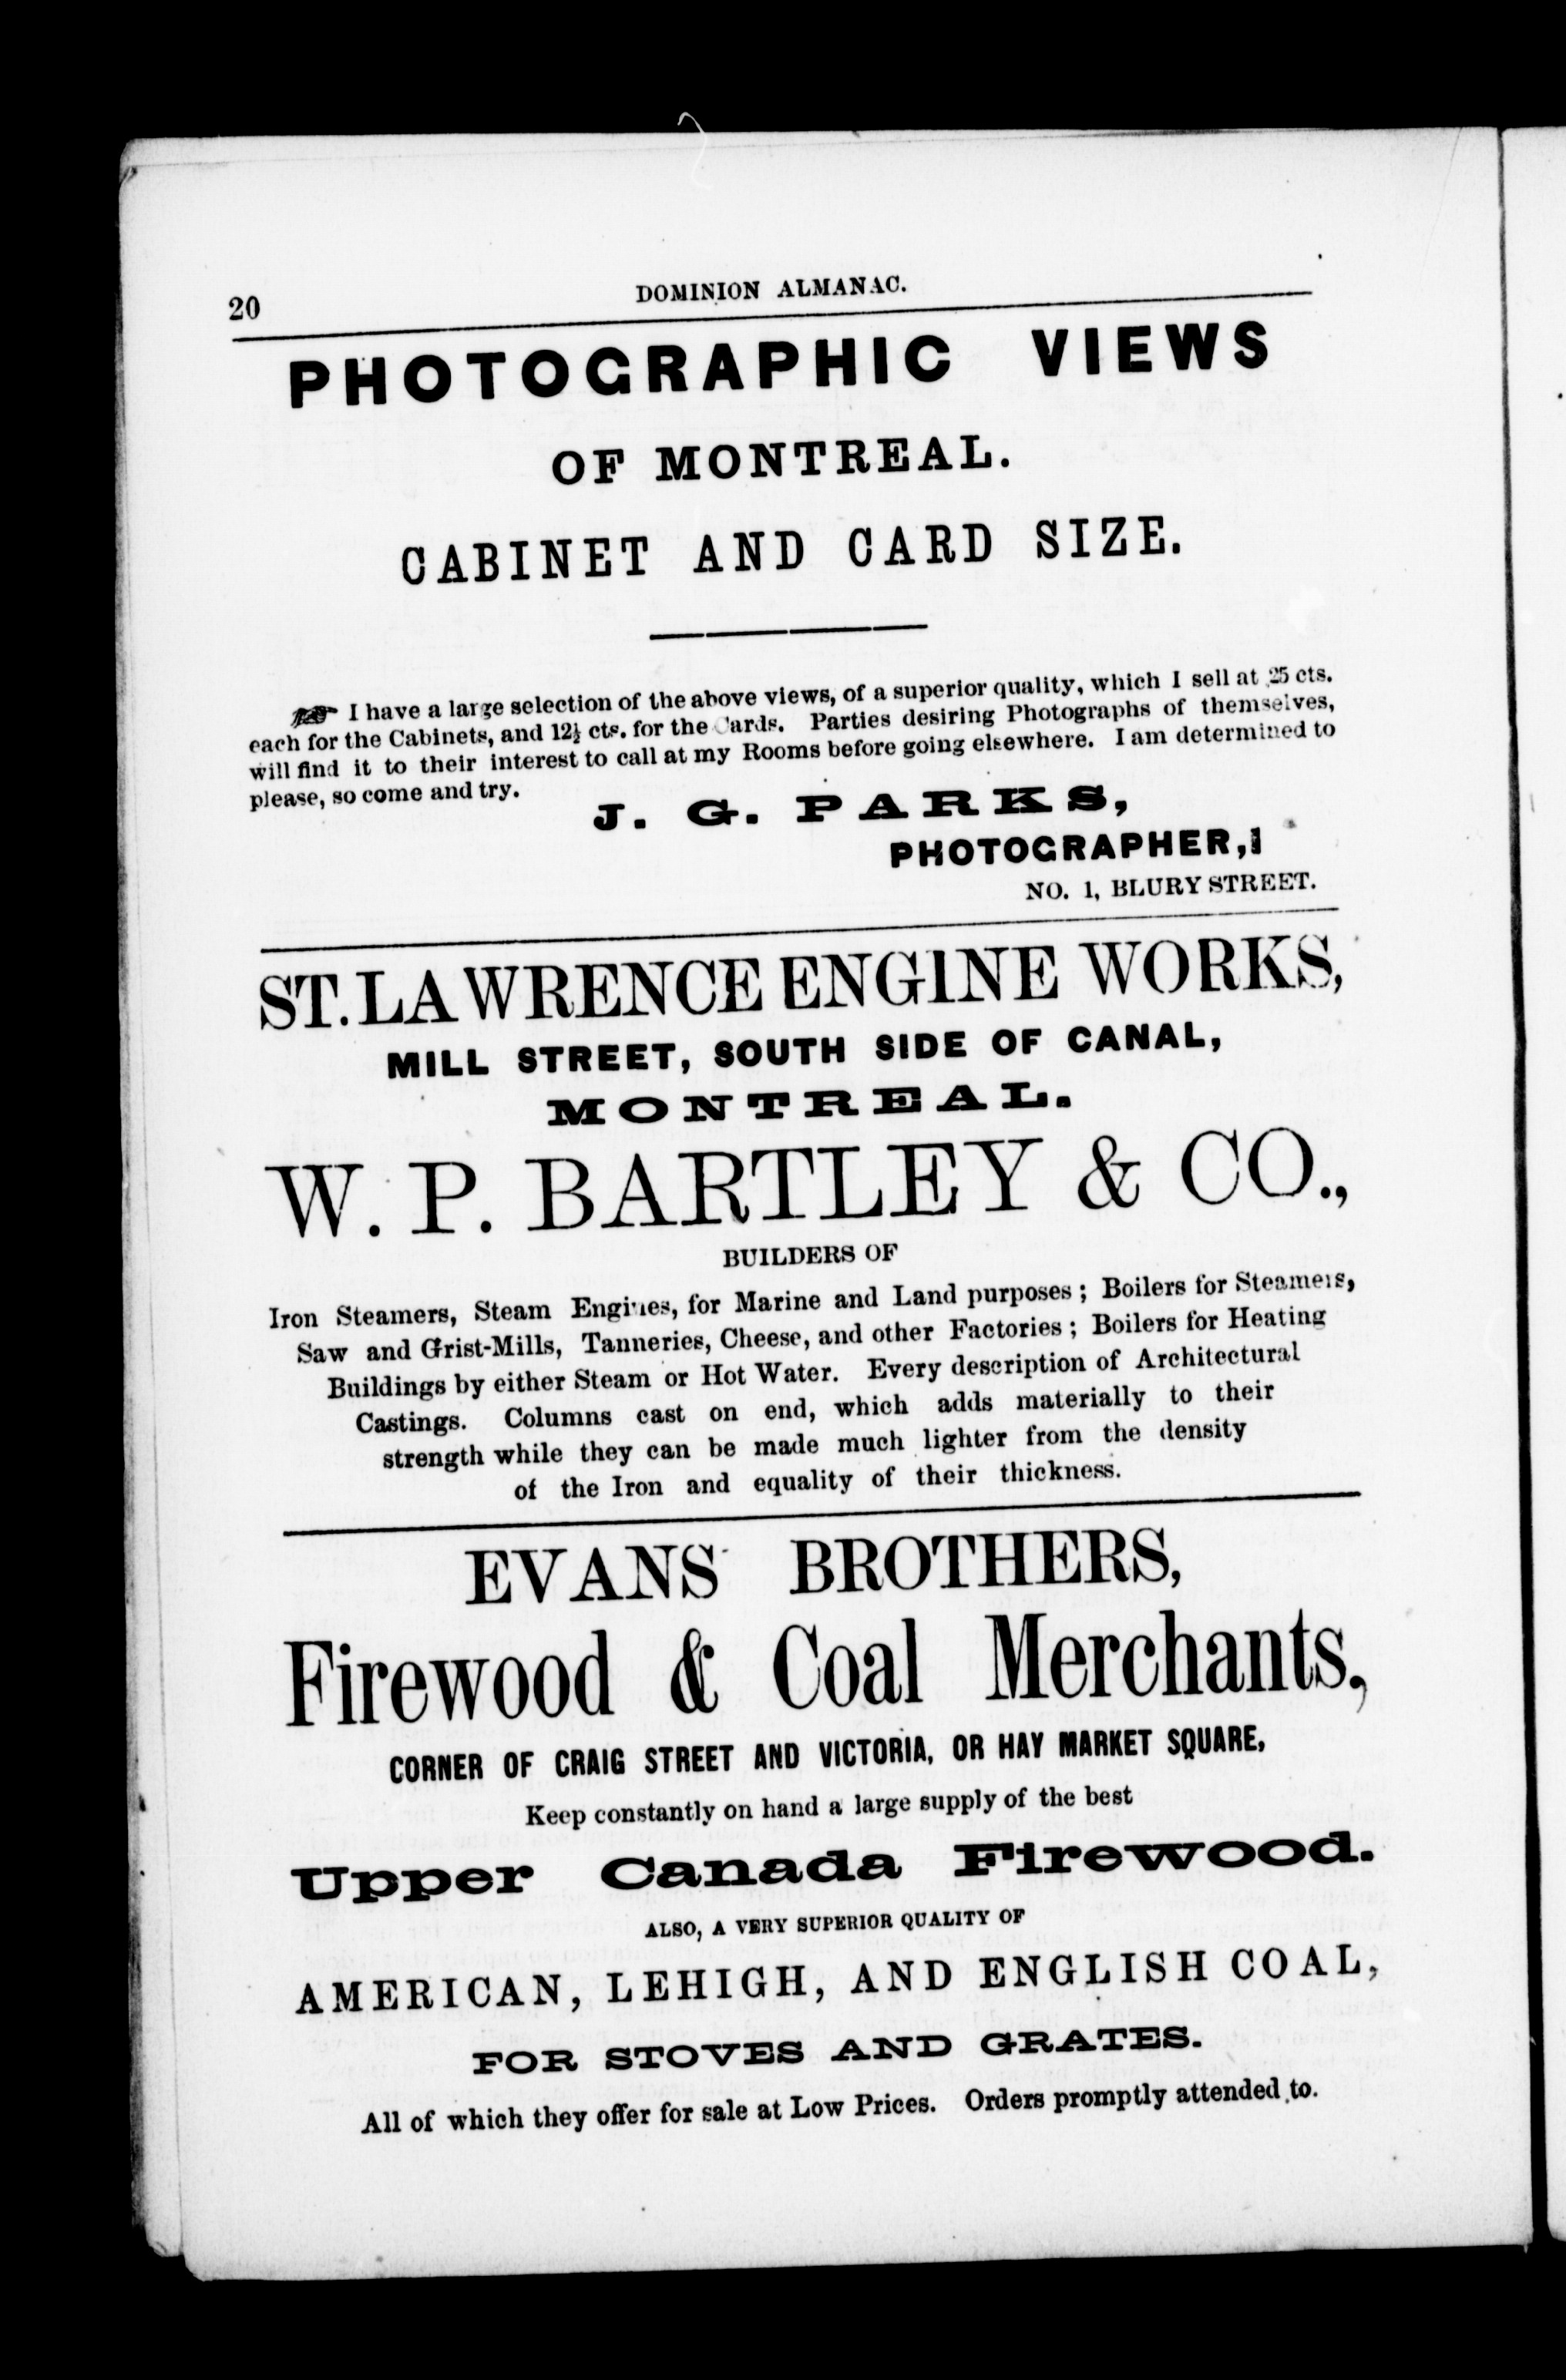 20
DOMINION ALMANAC.
PHOTOGRAPHIC VIEWS
OF MONTREAL.
CABINET AND CARD SIZE.
I have a large selection of the above views, of a superior quality, which I sell at 25 cts.
each for the Cabinets, and 12½ cts. for the Cards. Parties desiring Photographs of themselves,
will find it to their interest to call at my Rooms before going elsewhere. I am determined to
please, so come and try.
J. G. PARKS,
PHOTOGRAPHER,
NO. 1, BLURY STREET.
ST. LAWRENCE ENGINE WORKS,
MILL STREET, SOUTH SIDE OF CANAL,
MONTREAL.
W. P. BARTLEY & CO.,
BUILDERS OF
Iron Steamers, Steam Engines, for Marine and Land purposes; Boilers for Steamers,
Saw and Grist-Mills, Tanneries, Cheese, and other Factories; Boilers for Heating
Buildings by either Steam or Hot Water. Every description of Architectural
Castings. Columns cast on end, which adds materially to their
strength while they can be made much lighter from the density
of the Iron and equality of their thickness.
EVANS BROTHERS,
Firewood & Coal Merchants,
CORNER OF CRAIG STREET AND VICTORIA, OR HAY MARKET SQUARE,
Keep constantly on hand a large supply of the best
Upper Canada Firewood.
ALSO, A VERY SUPERIOR QUALITY OF
AMERICAN, LEHIGH, AND ENGLISH COAL,
FOR STOVES AND GRATES.
All of which they offer for sale at Low Prices. Orders promptly attended to.